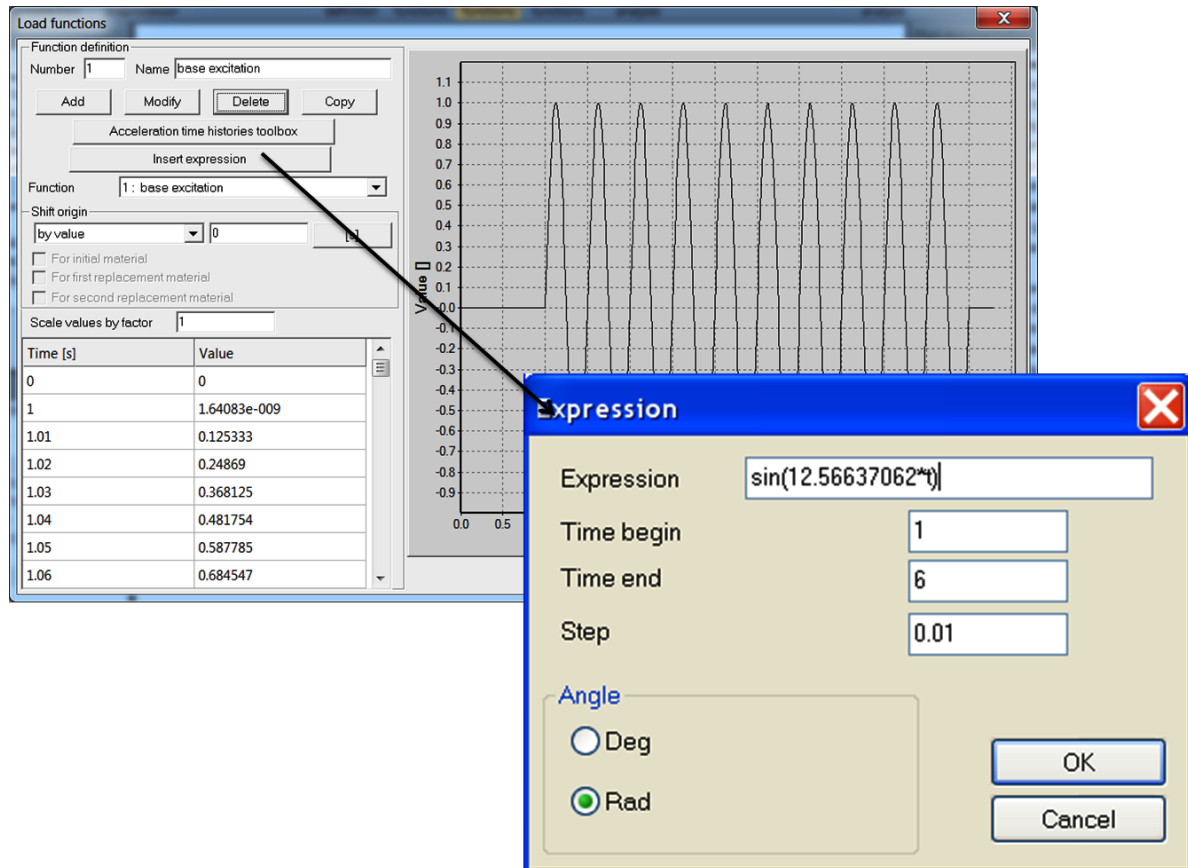 Load functions
Function definition
Number 1 Name base excitation
Add Modify Delete Copy
Acceleration time histories toolbox
Insert expression
Function 1 : base excitation
Shift origin
by value 0 [s]
For initial material
For first replacement material
For second replacement material
Scale values by factor 1
Time [s] Value
0 0
1 1.64083e-009
1.01 0.125333
1.02 0.24869
1.03 0.368125
1.04 0.481754
1.05 0.587785
1.06 0.684547
Value []
1.1
1.0
0.9
0.8
0.7
0.6
0.5
0.4
0.3
0.2
0.1
0.0
-0.1
-0.2
-0.3
-0.4
-0.5
-0.6
-0.7
-0.8
-0.9
0.0 0.5
Expression
Expression sin(12.56637062*t)
Time begin 1
Time end 6
Step 0.01
Angle
Deg
Rad
OK
Cancel